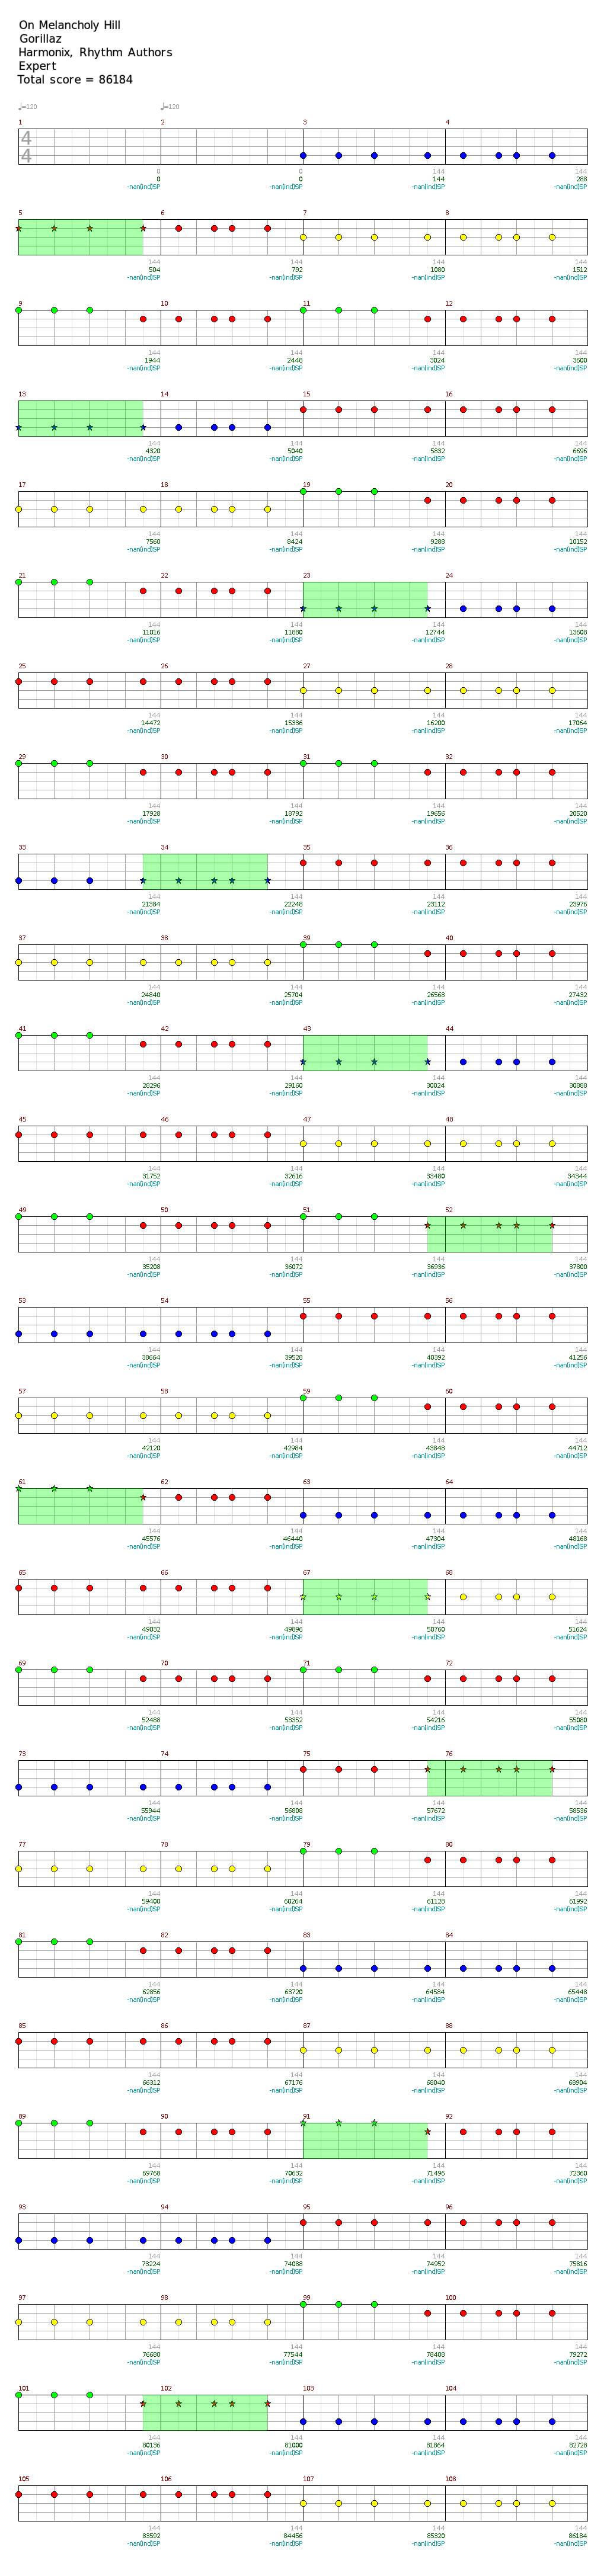 On Melancholy Hill
Gorillaz
Harmonix, Rhythm Authors
Expert
Total score = 86184
♩=120 ♩=120
1 2 3 4
4
4
0 0 144 144
0 0 144 288
-nan(ind)SP -nan(ind)SP -nan(ind)SP -nan(ind)SP
5 6 7 8
144 144 144 144
504 792 1080 1512
-nan(ind)SP -nan(ind)SP -nan(ind)SP -nan(ind)SP
9 10 11 12
144 144 144 144
1944 2448 3024 3600
-nan(ind)SP -nan(ind)SP -nan(ind)SP -nan(ind)SP
13 14 15 16
144 144 144 144
4320 5040 5832 6696
-nan(ind)SP -nan(ind)SP -nan(ind)SP -nan(ind)SP
17 18 19 20
144 144 144 144
7560 8424 9288 10152
-nan(ind)SP -nan(ind)SP -nan(ind)SP -nan(ind)SP
21 22 23 24
144 144 144 144
11016 11880 12744 13608
-nan(ind)SP -nan(ind)SP -nan(ind)SP -nan(ind)SP
25 26 27 28
144 144 144 144
14472 15336 16200 17064
-nan(ind)SP -nan(ind)SP -nan(ind)SP -nan(ind)SP
29 30 31 32
144 144 144 144
17928 18792 19656 20520
-nan(ind)SP -nan(ind)SP -nan(ind)SP -nan(ind)SP
33 34 35 36
144 144 144 144
21384 22248 23112 23976
-nan(ind)SP -nan(ind)SP -nan(ind)SP -nan(ind)SP
37 38 39 40
144 144 144 144
24840 25704 26568 27432
-nan(ind)SP -nan(ind)SP -nan(ind)SP -nan(ind)SP
41 42 43 44
144 144 144 144
28296 29160 30024 30888
-nan(ind)SP -nan(ind)SP -nan(ind)SP -nan(ind)SP
45 46 47 48
144 144 144 144
31752 32616 33480 34344
-nan(ind)SP -nan(ind)SP -nan(ind)SP -nan(ind)SP
49 50 51 52
144 144 144 144
35208 36072 36936 37800
-nan(ind)SP -nan(ind)SP -nan(ind)SP -nan(ind)SP
53 54 55 56
144 144 144 144
38664 39528 40392 41256
-nan(ind)SP -nan(ind)SP -nan(ind)SP -nan(ind)SP
57 58 59 60
144 144 144 144
42120 42984 43848 44712
-nan(ind)SP -nan(ind)SP -nan(ind)SP -nan(ind)SP
61 62 63 64
144 144 144 144
45576 46440 47304 48168
-nan(ind)SP -nan(ind)SP -nan(ind)SP -nan(ind)SP
65 66 67 68
144 144 144 144
49032 49896 50760 51624
-nan(ind)SP -nan(ind)SP -nan(ind)SP -nan(ind)SP
69 70 71 72
144 144 144 144
52488 53352 54216 55080
-nan(ind)SP -nan(ind)SP -nan(ind)SP -nan(ind)SP
73 74 75 76
144 144 144 144
55944 56808 57672 58536
-nan(ind)SP -nan(ind)SP -nan(ind)SP -nan(ind)SP
77 78 79 80
144 144 144 144
59400 60264 61128 61992
-nan(ind)SP -nan(ind)SP -nan(ind)SP -nan(ind)SP
81 82 83 84
144 144 144 144
62856 63720 64584 65448
-nan(ind)SP -nan(ind)SP -nan(ind)SP -nan(ind)SP
85 86 87 88
144 144 144 144
66312 67176 68040 68904
-nan(ind)SP -nan(ind)SP -nan(ind)SP -nan(ind)SP
89 90 91 92
144 144 144 144
69768 70632 71496 72360
-nan(ind)SP -nan(ind)SP -nan(ind)SP -nan(ind)SP
93 94 95 96
144 144 144 144
73224 74088 74952 75816
-nan(ind)SP -nan(ind)SP -nan(ind)SP -nan(ind)SP
97 98 99 100
144 144 144 144
76680 77544 78408 79272
-nan(ind)SP -nan(ind)SP -nan(ind)SP -nan(ind)SP
101 102 103 104
144 144 144 144
80136 81000 81864 82728
-nan(ind)SP -nan(ind)SP -nan(ind)SP -nan(ind)SP
105 106 107 108
144 144 144 144
83592 84456 85320 86184
-nan(ind)SP -nan(ind)SP -nan(ind)SP -nan(ind)SP